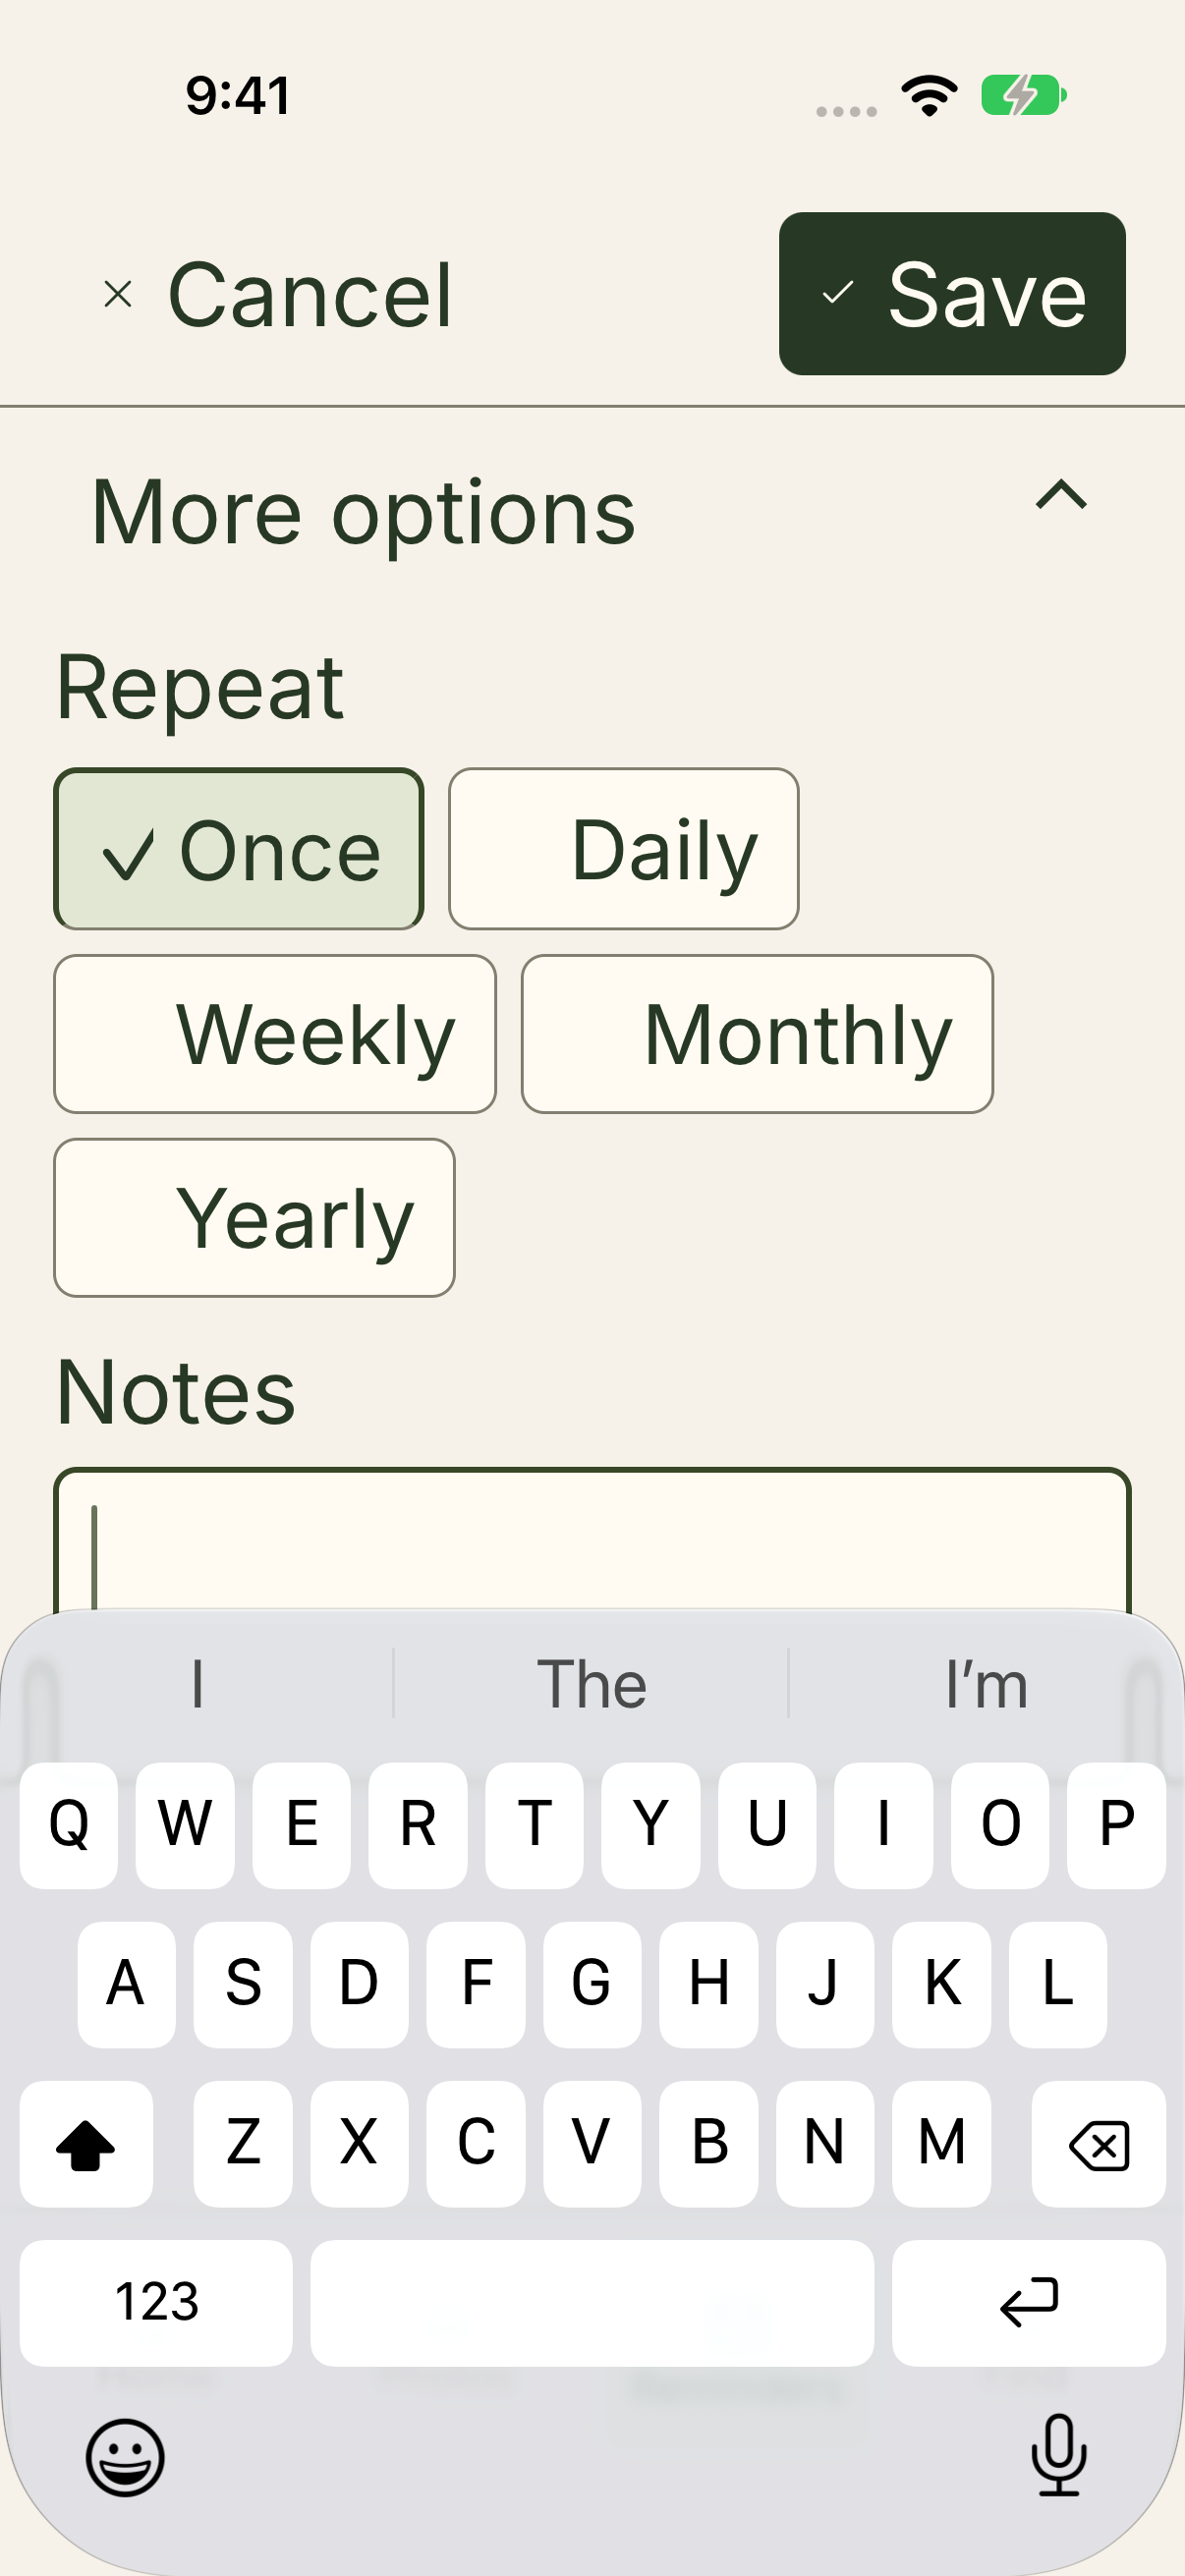 9:41
Cancel
Save
More options
Repeat
Once
Daily
Weekly
Monthly
Yearly
Notes
I The I’m
Q W E R T Y U I O P
A S D F G H J K L
Z X C V B N M
123